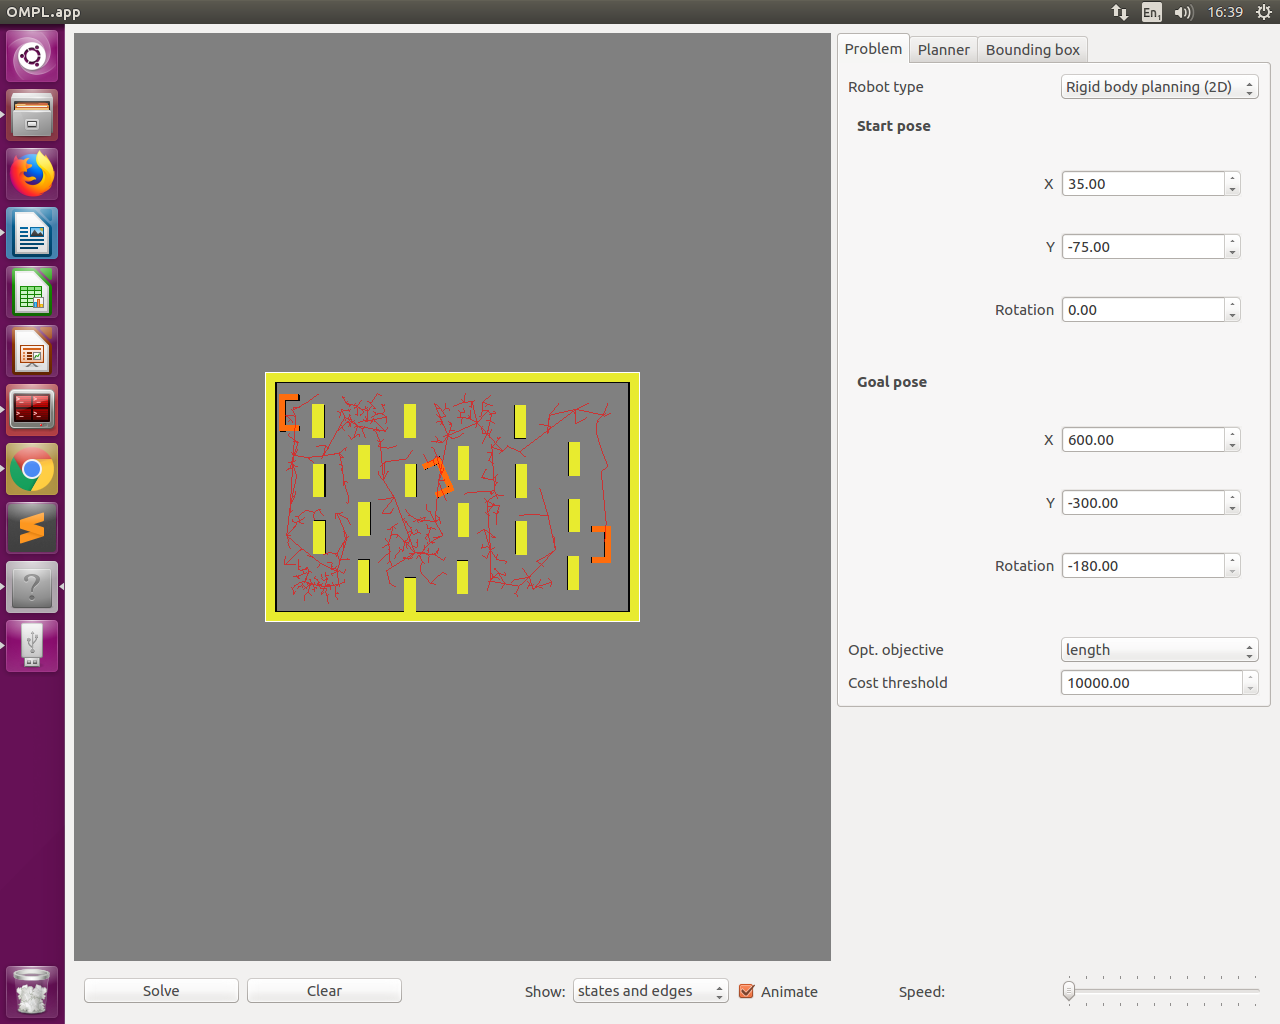 OMPL.app
En1
16:39
Problem
Planner
Bounding box
Robot type
Rigid body planning (2D)
Start pose
X
35.00
Y
-75.00
Rotation
0.00
Goal pose
X
600.00
Y
-300.00
Rotation
-180.00
Opt. objective
length
Cost threshold
10000.00
Solve
Clear
Show:
states and edges
Animate
Speed: